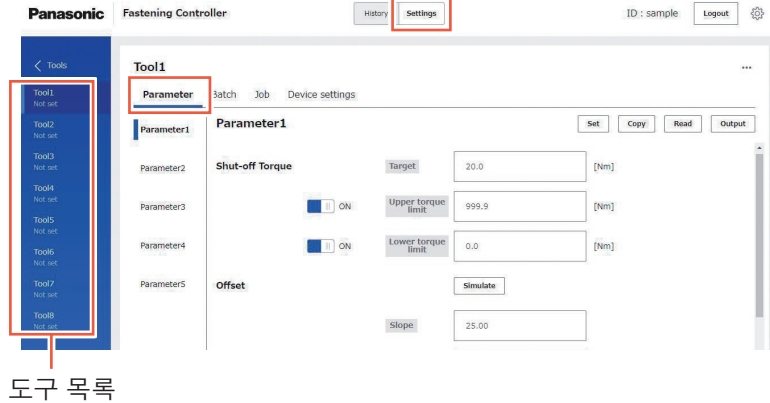 Panasonic Fastening Controller History Settings ID : sample Logout
Tools
Tool1
Not set
Tool2
Not set
Tool3
Not set
Tool4
Not set
Tool5
Not set
Tool6
Not set
Tool7
Not set
Tool8
Not set
Tool1 ...
Parameter Batch Job Device settings
Parameter1
Parameter2
Parameter3
Parameter4
Parameter5
Parameter1 Set Copy Read Output
Shut-off Torque Target 20.0 [Nm]
ON Upper torque limit 999.9 [Nm]
ON Lower torque limit 0.0 [Nm]
Offset Simulate
Slope 25.00
도구 목록